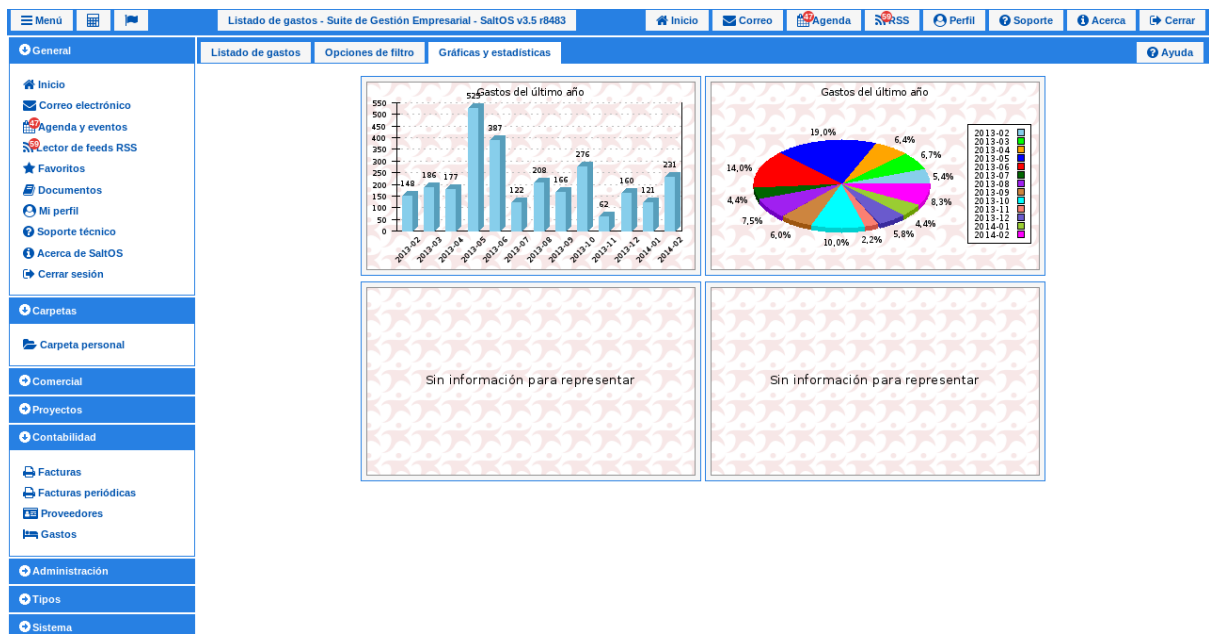 Menú
Listado de gastos - Suite de Gestión Empresarial - SaltOS v3.5 r8483
Inicio
Correo
47
Agenda
59
RSS
Perfil
Soporte
Acerca
Cerrar
General
Inicio
Correo electrónico
47
Agenda y eventos
59
Lector de feeds RSS
Favoritos
Documentos
Mi perfil
Soporte técnico
Acerca de SaltOS
Cerrar sesión
Carpetas
Carpeta personal
Comercial
Proyectos
Contabilidad
Facturas
Facturas periódicas
Proveedores
Gastos
Administración
Tipos
Sistema
Listado de gastos
Opciones de filtro
Gráficas y estadísticas
Ayuda
Gastos del último año
550
500
450
400
350
300
250
200
150
100
50
0
148
186
177
525
387
122
208
166
276
62
160
121
231
2013-02
2013-03
2013-04
2013-05
2013-06
2013-07
2013-08
2013-09
2013-10
2013-11
2013-12
2014-01
2014-02
Gastos del último año
19,0%
6,4%
6,7%
5,4%
8,3%
4,4%
5,8%
2,2%
10,0%
6,0%
7,5%
4,4%
14,0%
2013-02
2013-03
2013-04
2013-05
2013-06
2013-07
2013-08
2013-09
2013-10
2013-11
2013-12
2014-01
2014-02
Sin información para representar
Sin información para representar